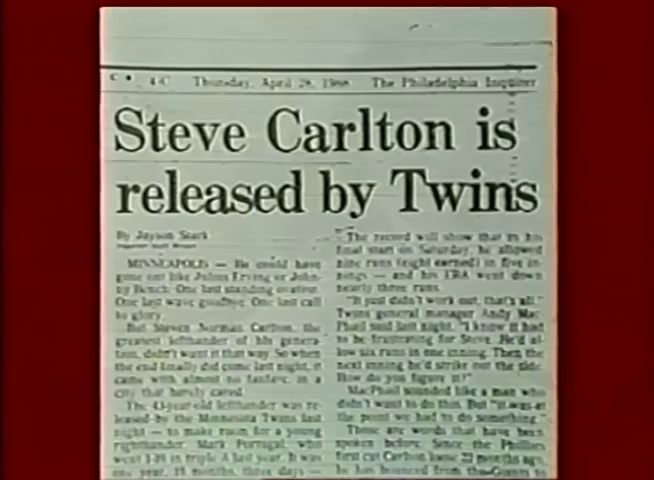 4-C Thursday, April 28, 1988 The Philadelphia Inquirer
Steve Carlton is
released by Twins
By Jayson Stark
Inquirer Staff Writer
MINNEAPOLIS — He could have
gone out like Julius Erving or John-
ny Bench: One last standing ovation.
One last wave goodbye. One last call
to glory.
But Steven Norman Carlton, the
greatest lefthander of his genera-
tion, didn't want it that way. So when
the end finally did come last night, it
came with almost no fanfare, in a
city that barely cared.
The 43-year-old lefthander was re-
leased by the Minnesota Twins last
night — to make room for a young
righthander, Mark Portugal, who
went in triple A last year. It was
one year, months, three days —
The record will show that in his
final start on Saturday, he allowed
nine runs (eight earned) in five in-
nings — and his ERA went down
nearly three runs.
"It just didn't work out, that's all,"
Twins general manager Andy Mac-
Phail said last night. "I know it had
to be frustrating for Steve. He'd al-
low six runs in one inning. Then the
next inning he'd strike out the side.
How do you figure it?"
MacPhail sounded like a man who
didn't want to do this. But "it was at
the point we had to do something."
Those are words that have been
spoken before. Since the Phillies
first cut Carlton loose 22 months ago,
he has bounced from the Giants to